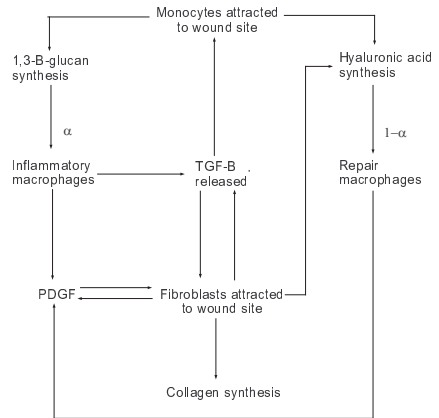 Monocytes attracted
to wound site
1,3-B-glucan
synthesis
Hyaluronic acid
synthesis
α
1−α
Inflammatory
macrophages
TGF-B
released
Repair
macrophages
PDGF
Fibroblasts attracted
to wound site
Collagen synthesis